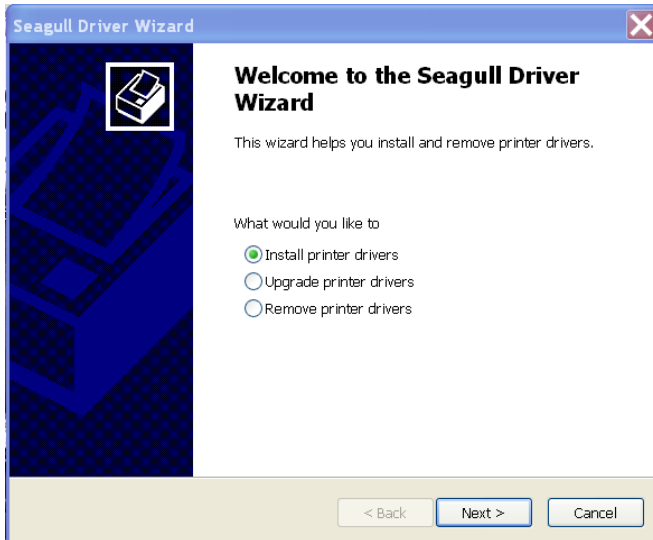 Seagull Driver Wizard
Welcome to the Seagull Driver
Wizard
This wizard helps you install and remove printer drivers.
What would you like to
Install printer drivers
Upgrade printer drivers
Remove printer drivers
< Back
Next >
Cancel